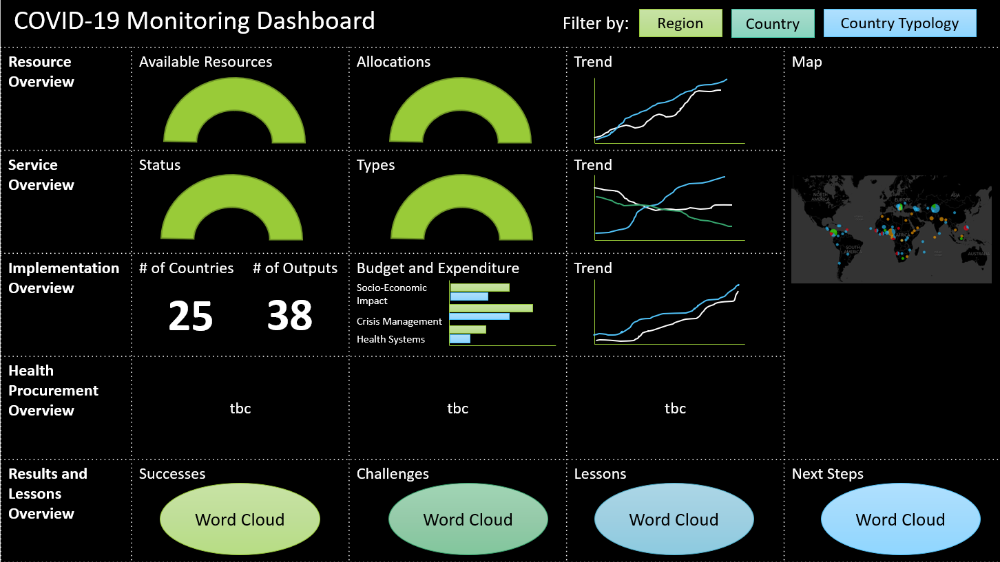 COVID-19 Monitoring Dashboard
Filter by:
Region
Country
Country Typology
Resource
Overview
Available Resources
Allocations
Trend
Map
Service
Overview
Status
Types
Trend
NORTH
AMERICA
EUROPE
ASIA
AFRICA
SOUTH
AMERICA
Implementation
Overview
# of Countries
# of Outputs
25
38
Budget and Expenditure
Socio-Economic
Impact
Crisis Management
Health Systems
Trend
Health
Procurement
Overview
tbc
tbc
tbc
Results and
Lessons
Overview
Successes
Word Cloud
Challenges
Word Cloud
Lessons
Word Cloud
Next Steps
Word Cloud